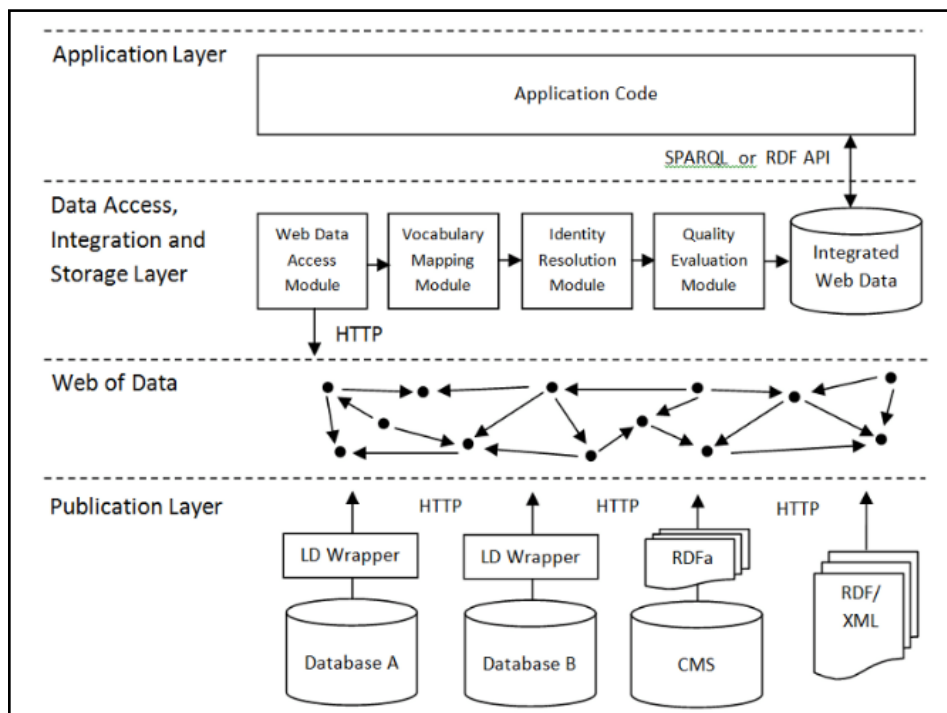 Application Layer
Application Code
SPARQL or RDF API
Data Access,
Integration and
Storage Layer
Web Data
Access
Module
Vocabulary
Mapping
Module
Identity
Resolution
Module
Quality
Evaluation
Module
Integrated
Web Data
HTTP
Web of Data
Publication Layer
HTTP
HTTP
HTTP
LD Wrapper
LD Wrapper
RDFa
RDF/
XML
Database A
Database B
CMS